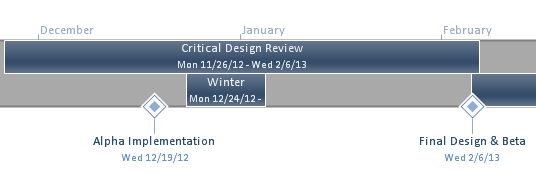 December January February
Critical Design Review
Mon 11/26/12 - Wed 2/6/13
Winter
Mon 12/24/12 -
Alpha Implementation
Wed 12/19/12
Final Design & Beta
Wed 2/6/13